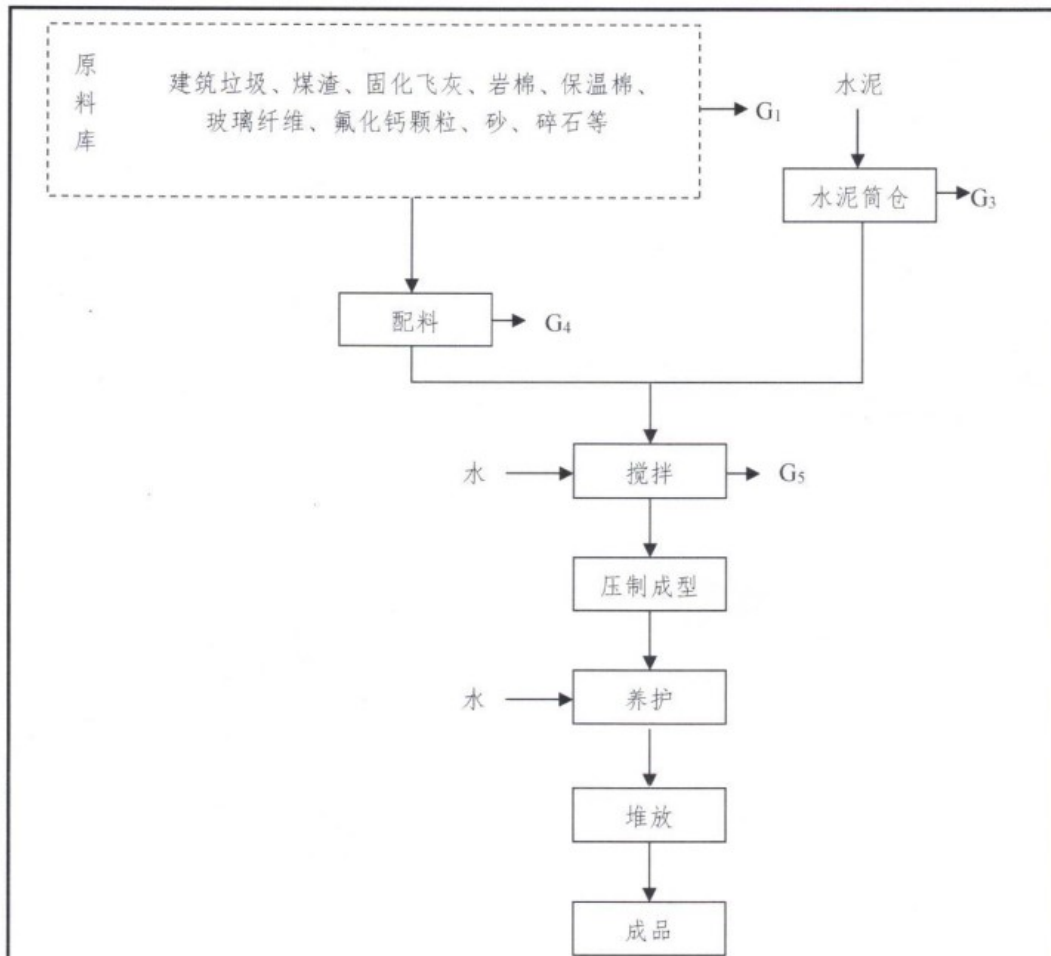 原
料
库
建筑垃圾、煤渣、固化飞灰、岩棉、保温棉、
玻璃纤维、氟化钙颗粒、砂、碎石等
G₁
水泥
水泥筒仓
G₃
配料
G₄
水
搅拌
G₅
压制成型
水
养护
堆放
成品